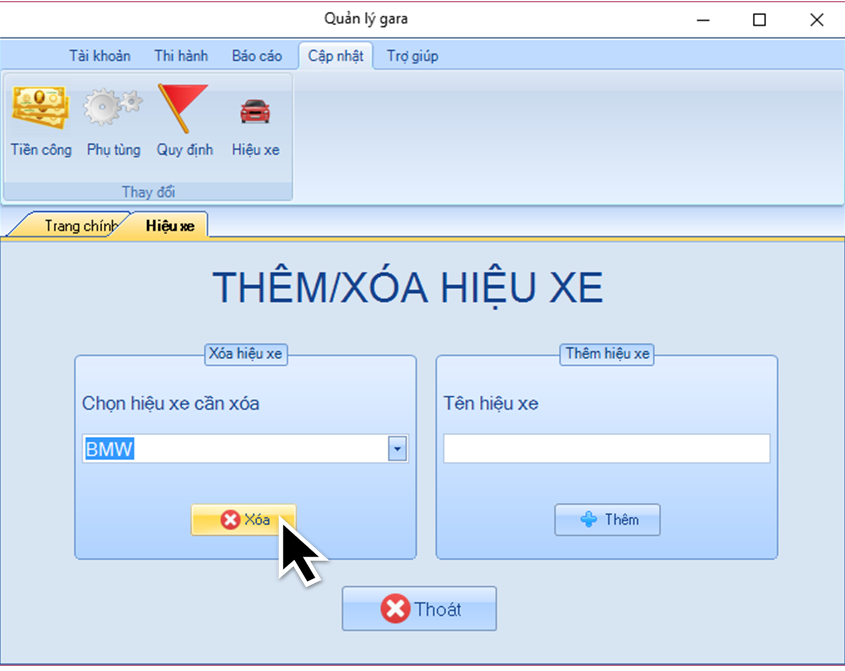 Quản lý gara
Tài khoản Thi hành Báo cáo Cập nhật Trợ giúp
Tiền công Phụ tùng Quy định Hiệu xe
Thay đổi
Trang chính Hiệu xe
THÊM/XÓA HIỆU XE
Xóa hiệu xe
Chọn hiệu xe cần xóa
BMW
Xóa
Thêm hiệu xe
Tên hiệu xe
Thêm
Thoát